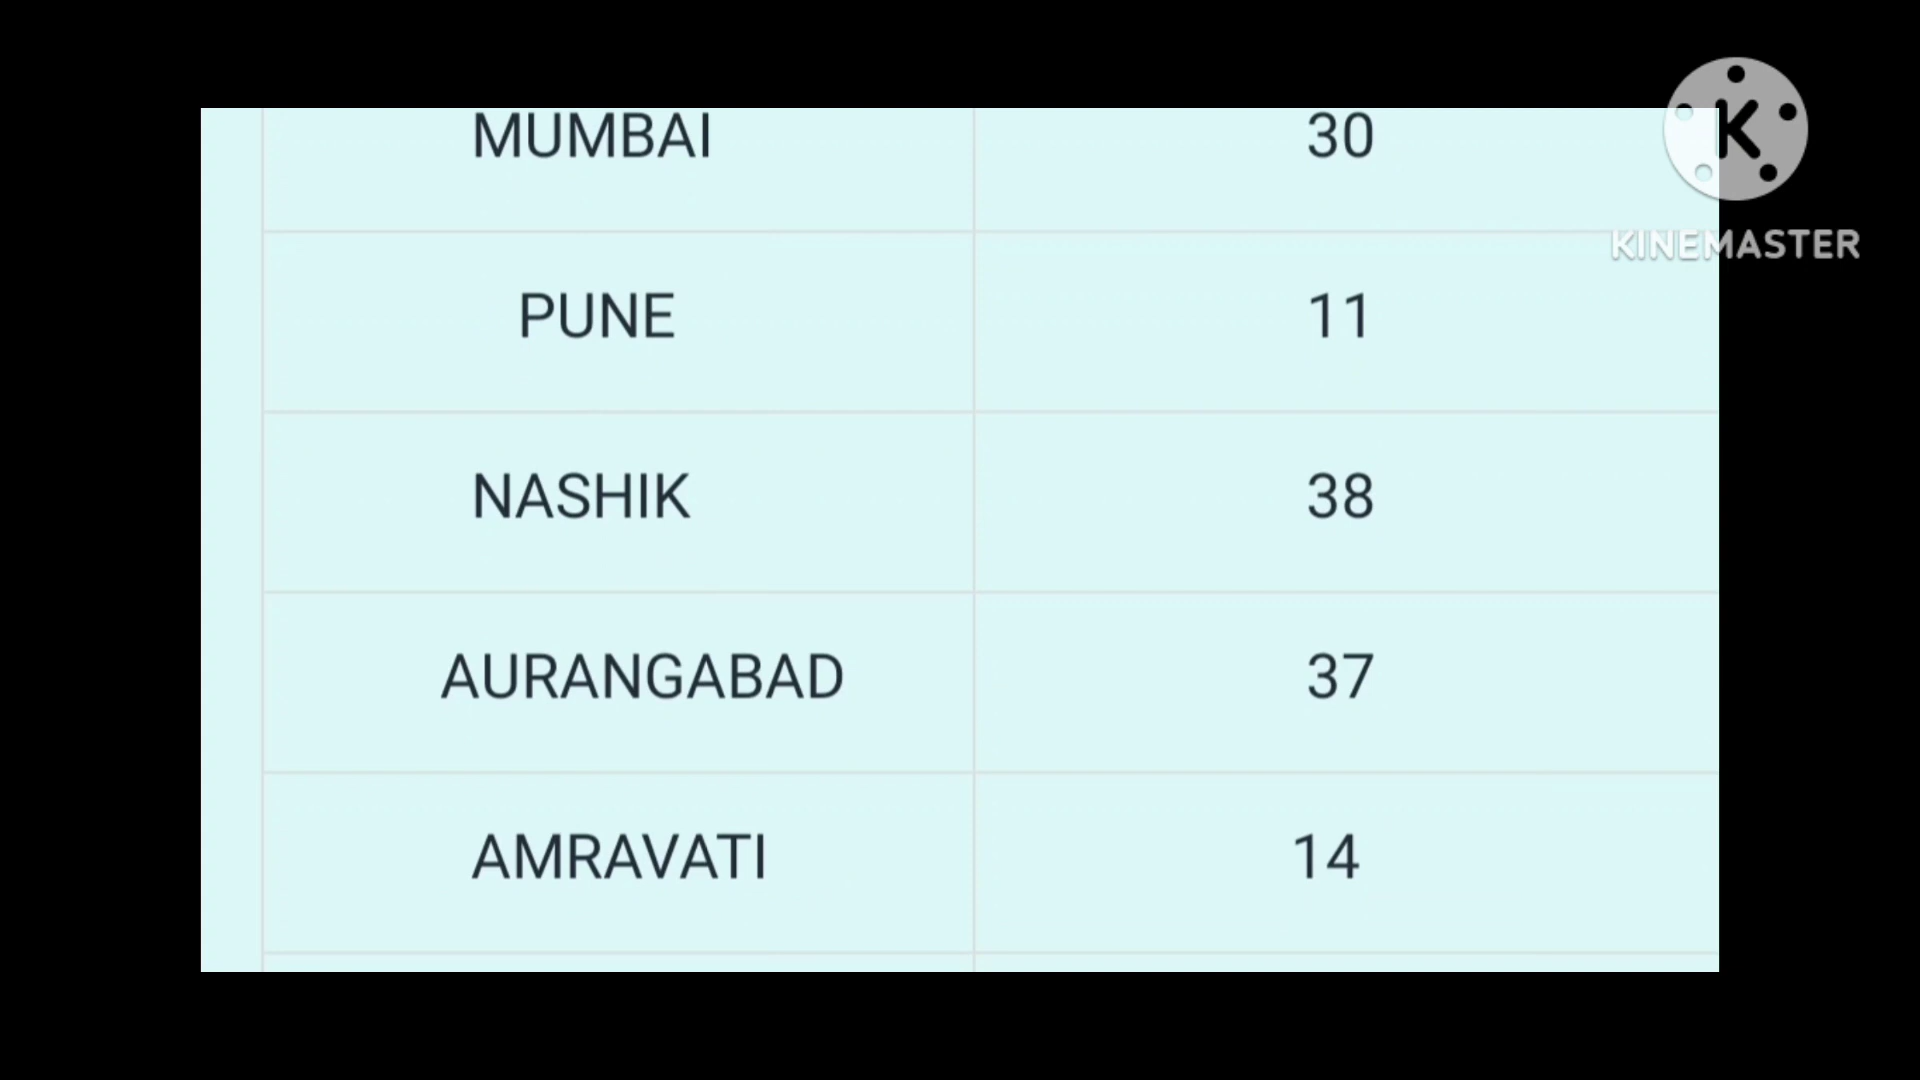 MUMBAI 30
K
KINEMASTER
PUNE 11
NASHIK 38
AURANGABAD 37
AMRAVATI 14